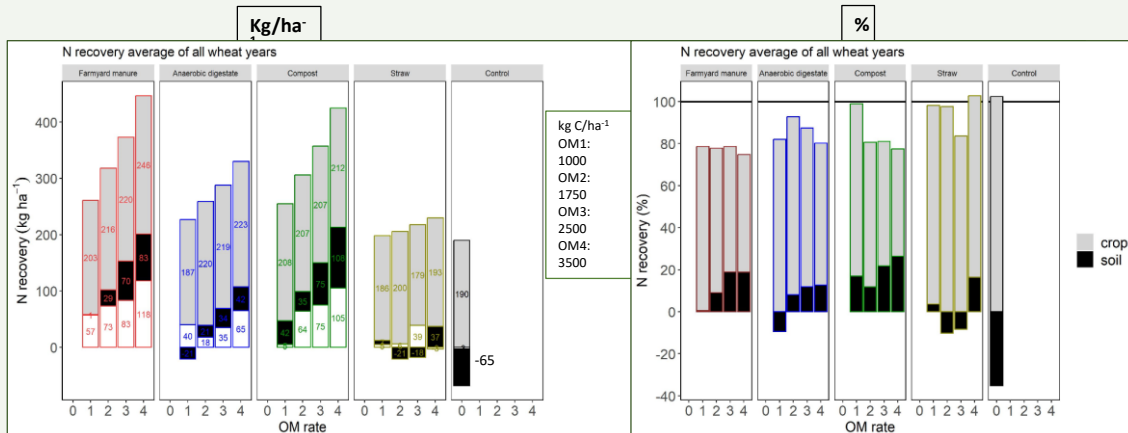 Kg/ha-
1
%
N recovery average of all wheat years
Farmyard manure Anaerobic digestate Compost Straw Control
N recovery (kg ha⁻¹)
400
300
200
100
0
203 216 220 246
1 29 70 83
57 73 83 118
187 220 219 223
40 18 35 65
208 207 207 212
42 35 75 108
64 75 105
186 200 179 193
-21 39 -18 37
190
-65
0 1 2 3 4 0 1 2 3 4 0 1 2 3 4 0 1 2 3 4 0 1 2 3 4
OM rate
kg C/ha⁻¹
OM1:
1000
OM2:
1750
OM3:
2500
OM4:
3500
N recovery average of all wheat years
Farmyard manure Anaerobic digestate Compost Straw Control
N recovery (%)
100
80
60
40
20
0
-20
-40
0 1 2 3 4 0 1 2 3 4 0 1 2 3 4 0 1 2 3 4 0 1 2 3 4
OM rate
crop
soil